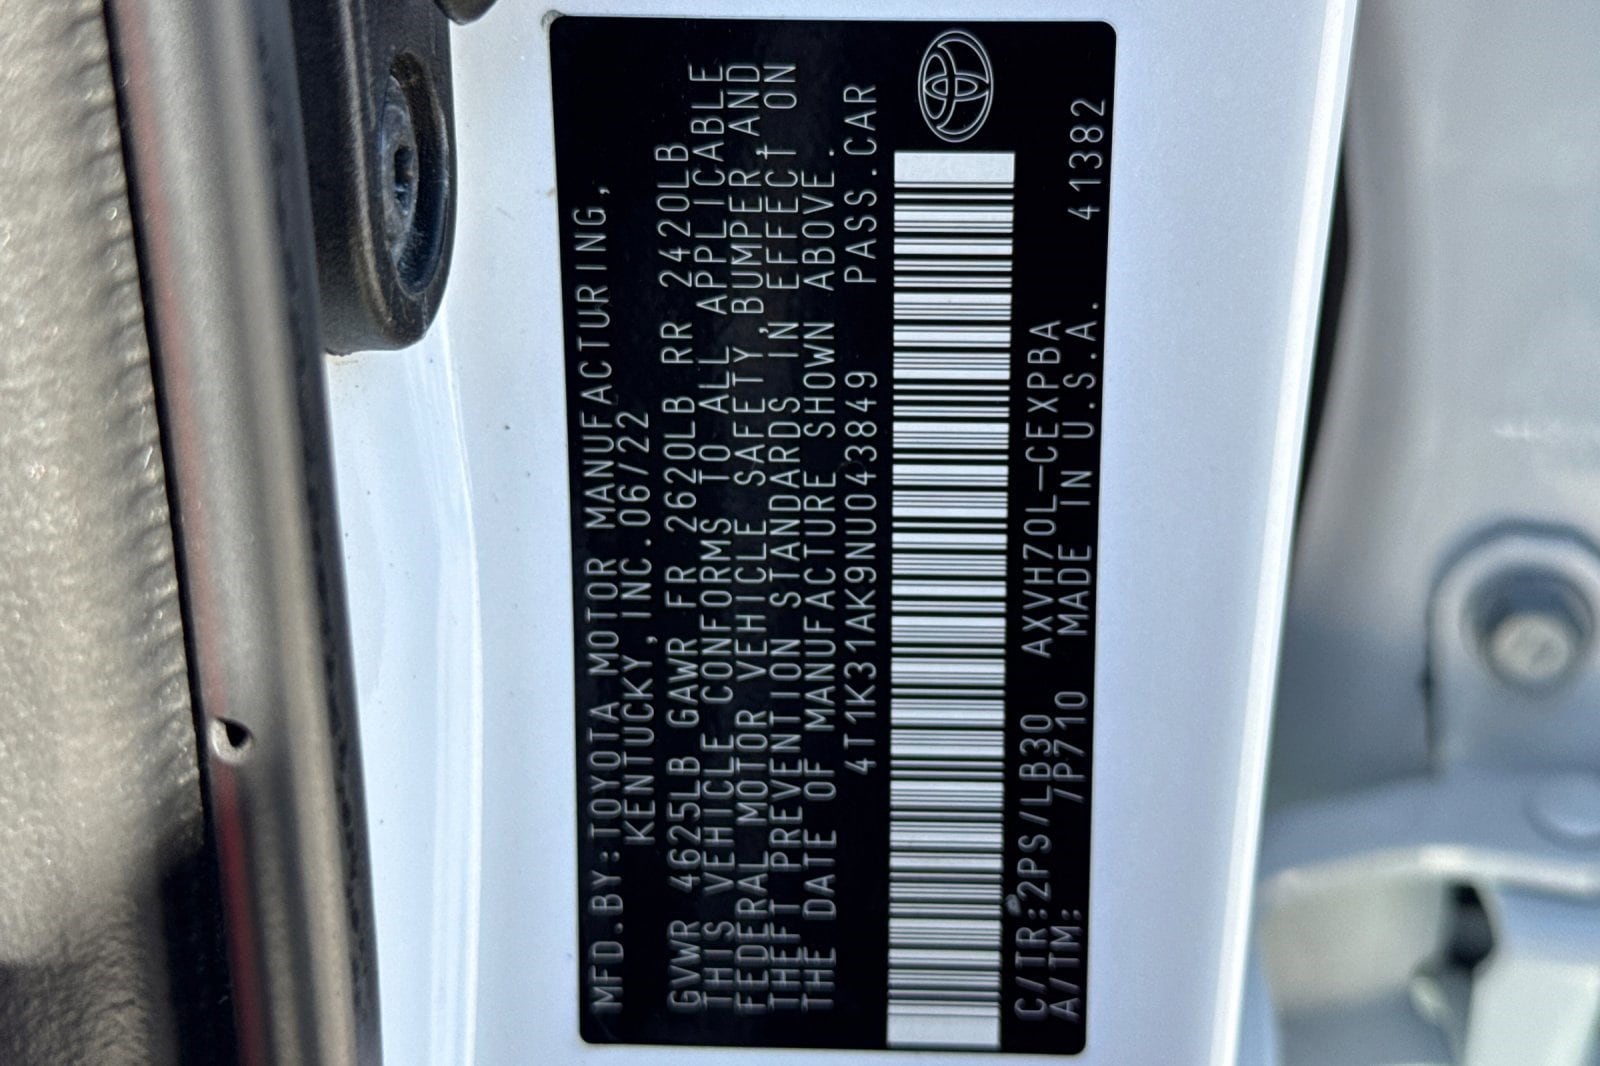 MFD.BY:TOYOTA MOTOR MANUFACTURING,
KENTUCKY,INC.06/22
GVWR 4625LB GAWR FR 2620LB RR 2420LB
THIS VEHICLE CONFORMS TO ALL APPLICABLE
FEDERAL MOTOR VEHICLE SAFETY,BUMPER,AND
THEFT PREVENTION STANDARDS IN EFFECT ON
THE DATE OF MANUFACTURE SHOWN ABOVE.
4T1K31AK9NU043849 PASS.CAR
C/TR:2PS/LB30 AXVH70L-CEXPBA
A/TM: /P710 MADE IN U.S.A. 41382